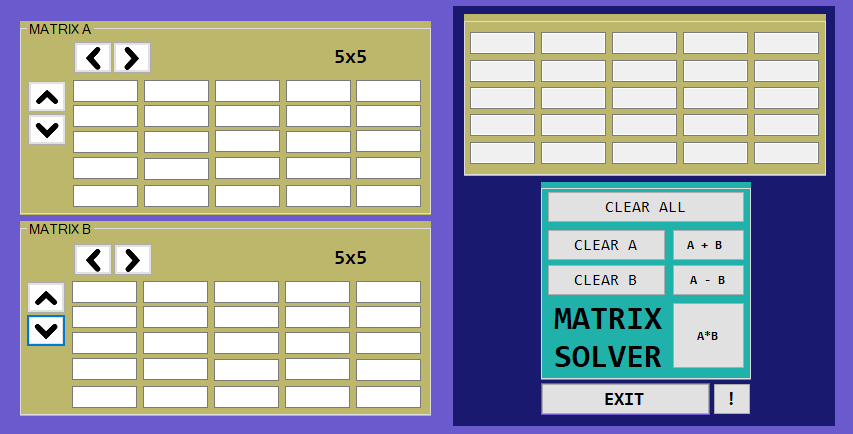 MATRIX A
5x5
MATRIX B
5x5
CLEAR ALL
CLEAR A
A + B
CLEAR B
A - B
MATRIX
SOLVER
A*B
EXIT
!